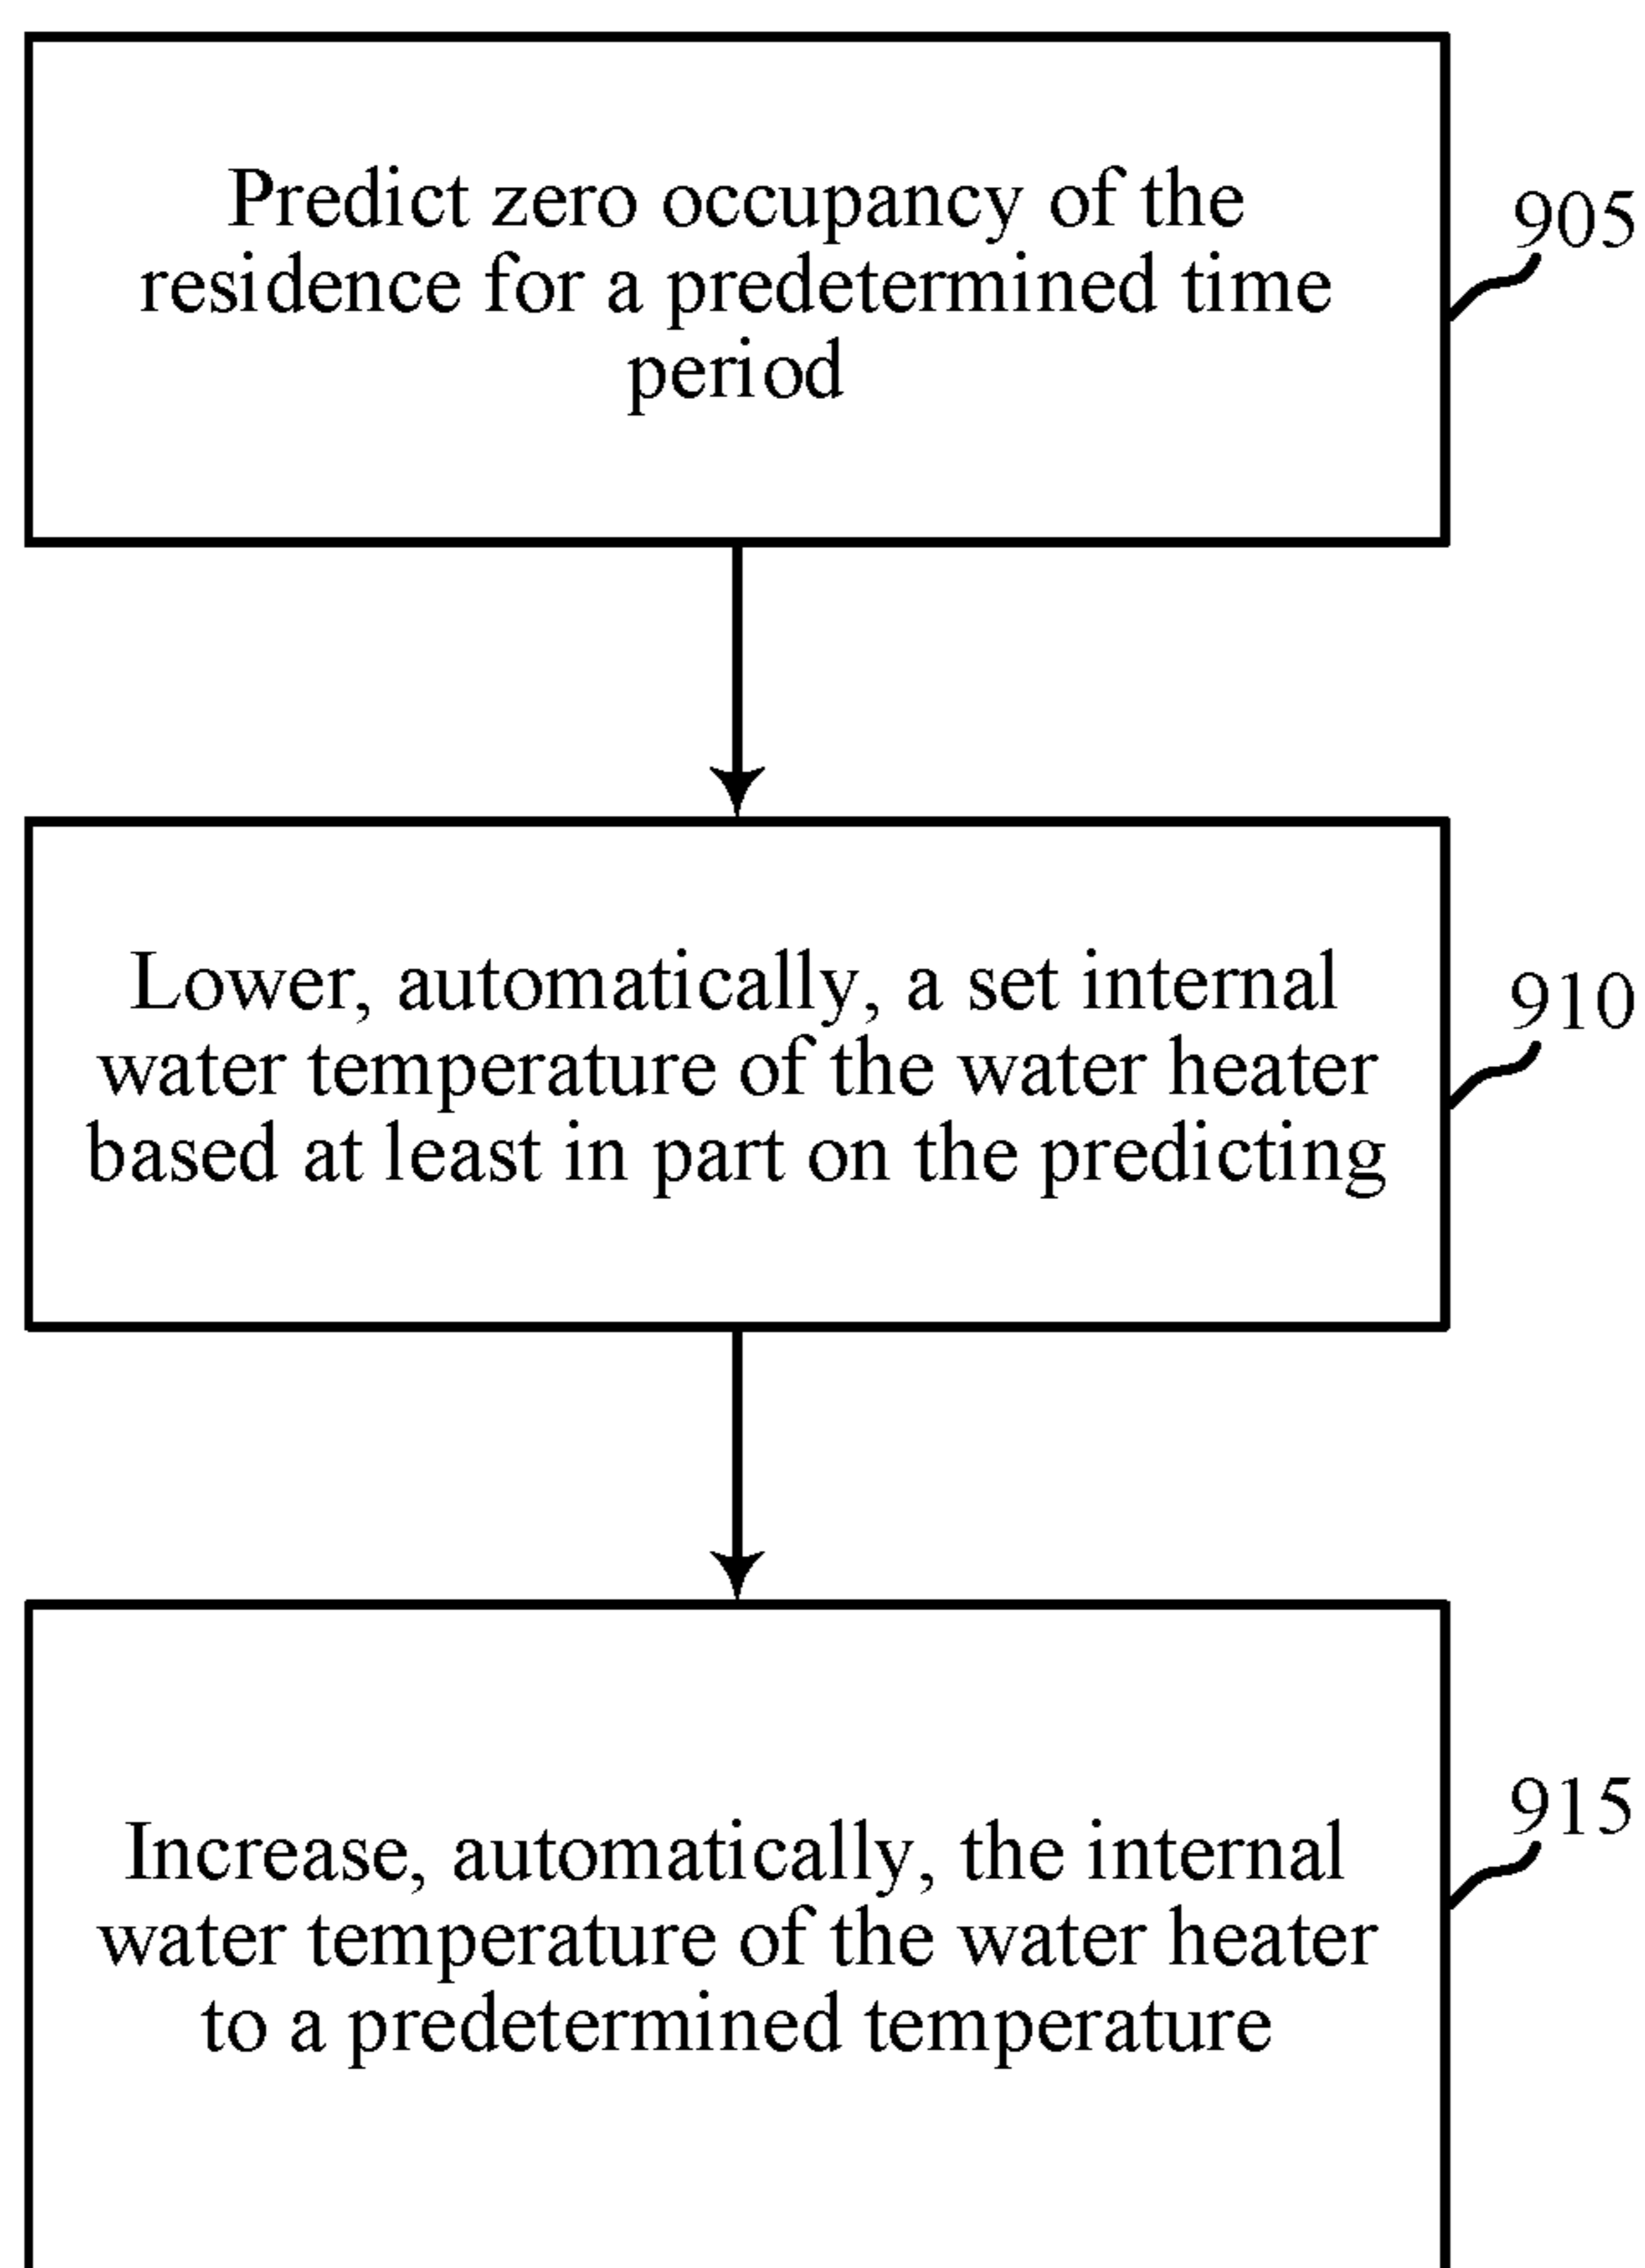 Predict zero occupancy of the
residence for a predetermined time
period
905
Lower, automatically, a set internal
water temperature of the water heater
based at least in part on the predicting
910
Increase, automatically, the internal
water temperature of the water heater
to a predetermined temperature
915